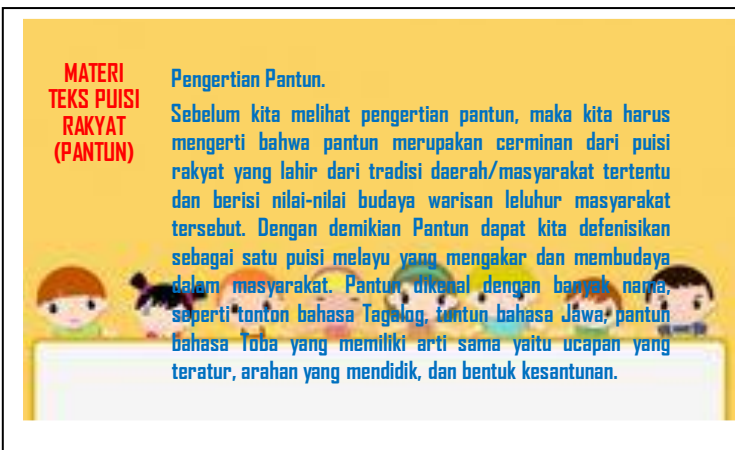 MATERI
TEKS PUISI
RAKYAT
(PANTUN)
Pengertian Pantun.
Sebelum kita melihat pengertian pantun, maka kita harus
mengerti bahwa pantun merupakan cerminan dari puisi
rakyat yang lahir dari tradisi daerah/masyarakat tertentu
dan berisi nilai-nilai budaya warisan leluhur masyarakat
tersebut. Dengan demikian Pantun dapat kita defenisikan
sebagai satu puisi melayu yang mengakar dan membudaya
dalam masyarakat. Pantun dikenal dengan banyak nama,
seperti tonton bahasa Tagalog, tuntun bahasa Jawa, pantun
bahasa Toba yang memiliki arti sama yaitu ucapan yang
teratur, arahan yang mendidik, dan bentuk kesantunan.